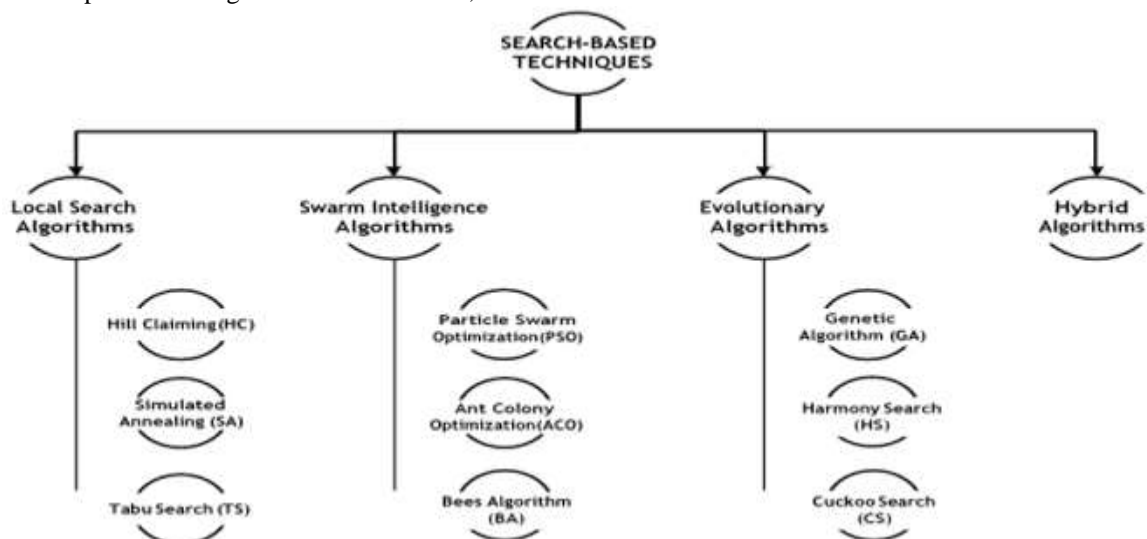 SEARCH-BASED
TECHNIQUES
Local Search
Algorithms
Swarm Intelligence
Algorithms
Evolutionary
Algorithms
Hybrid
Algorithms
Hill Claiming(HC)
Particle Swarm
Optimization(PSO)
Genetic
Algorithm (GA)
Simulated
Annealing (SA)
Ant Colony
Optimization(ACO)
Harmony Search
(HS)
Tabu Search (TS)
Bees Algorithm
(BA)
Cuckoo Search
(CS)